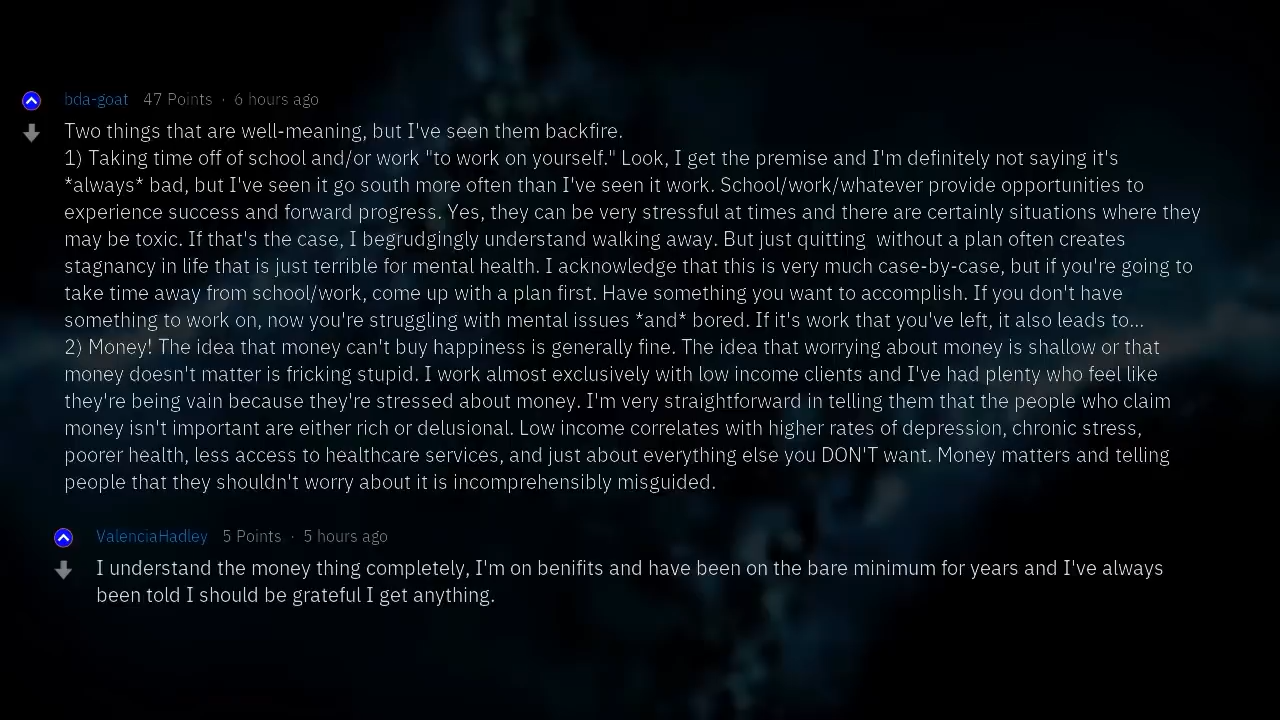 bda-goat 47 Points · 6 hours ago
Two things that are well-meaning, but I've seen them backfire.
1) Taking time off of school and/or work "to work on yourself." Look, I get the premise and I'm definitely not saying it's
*always* bad, but I've seen it go south more often than I've seen it work. School/work/whatever provide opportunities to
experience success and forward progress. Yes, they can be very stressful at times and there are certainly situations where they
may be toxic. If that's the case, I begrudgingly understand walking away. But just quitting  without a plan often creates
stagnancy in life that is just terrible for mental health. I acknowledge that this is very much case-by-case, but if you're going to
take time away from school/work, come up with a plan first. Have something you want to accomplish. If you don't have
something to work on, now you're struggling with mental issues *and* bored. If it's work that you've left, it also leads to...
2) Money! The idea that money can't buy happiness is generally fine. The idea that worrying about money is shallow or that
money doesn't matter is fricking stupid. I work almost exclusively with low income clients and I've had plenty who feel like
they're being vain because they're stressed about money. I'm very straightforward in telling them that the people who claim
money isn't important are either rich or delusional. Low income correlates with higher rates of depression, chronic stress,
poorer health, less access to healthcare services, and just about everything else you DON'T want. Money matters and telling
people that they shouldn't worry about it is incomprehensibly misguided.
ValenciaHadley 5 Points · 5 hours ago
I understand the money thing completely, I'm on benifits and have been on the bare minimum for years and I've always
been told I should be grateful I get anything.